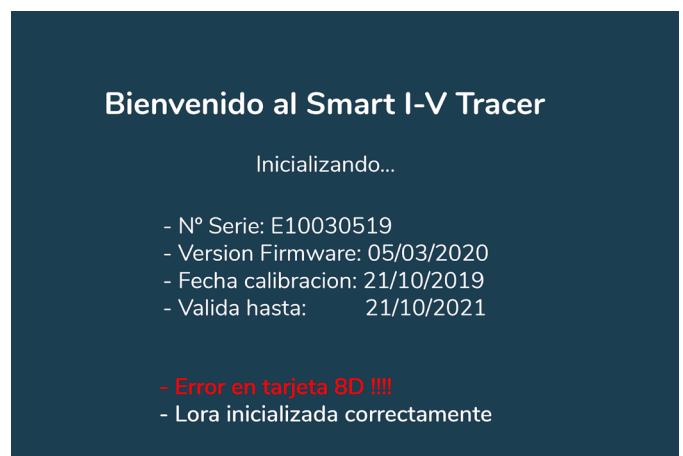 Bienvenido al Smart I-V Tracer
Inicializando...
- Nº Serie: E10030519
- Version Firmware: 05/03/2020
- Fecha calibracion: 21/10/2019
- Valida hasta: 21/10/2021
- Error en tarjeta 8D !!!!
- Lora inicializada correctamente